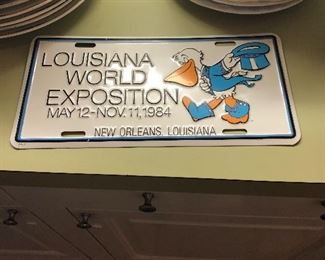 LOUISIANA
WORLD
EXPOSITION
MAY 12-NOV. 11, 1984
NEW ORLEANS, LOUISIANA